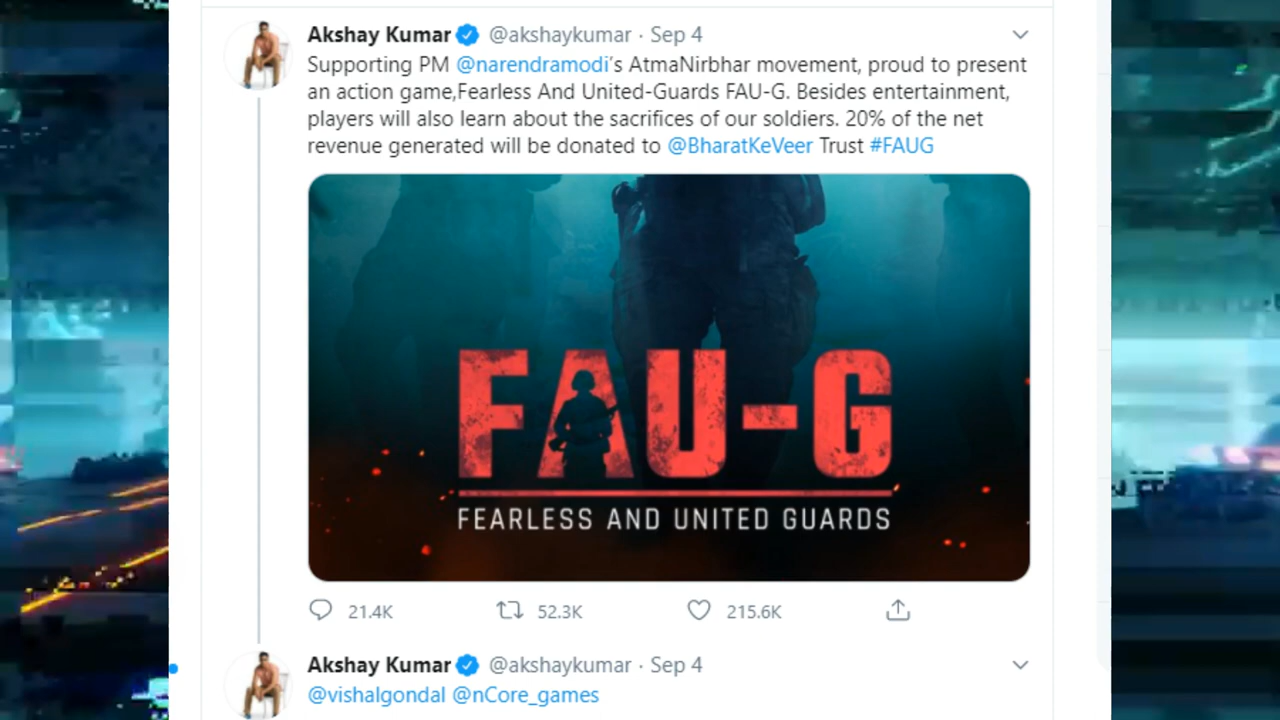 Akshay Kumar @akshaykumar · Sep 4
Supporting PM @narendramodi's AtmaNirbhar movement, proud to present
an action game,Fearless And United-Guards FAU-G. Besides entertainment,
players will also learn about the sacrifices of our soldiers. 20% of the net
revenue generated will be donated to @BharatKeVeer Trust #FAUG
FAU-G
FEARLESS AND UNITED GUARDS
21.4K 52.3K 215.6K
Akshay Kumar @akshaykumar · Sep 4
@vishalgondal @nCore_games